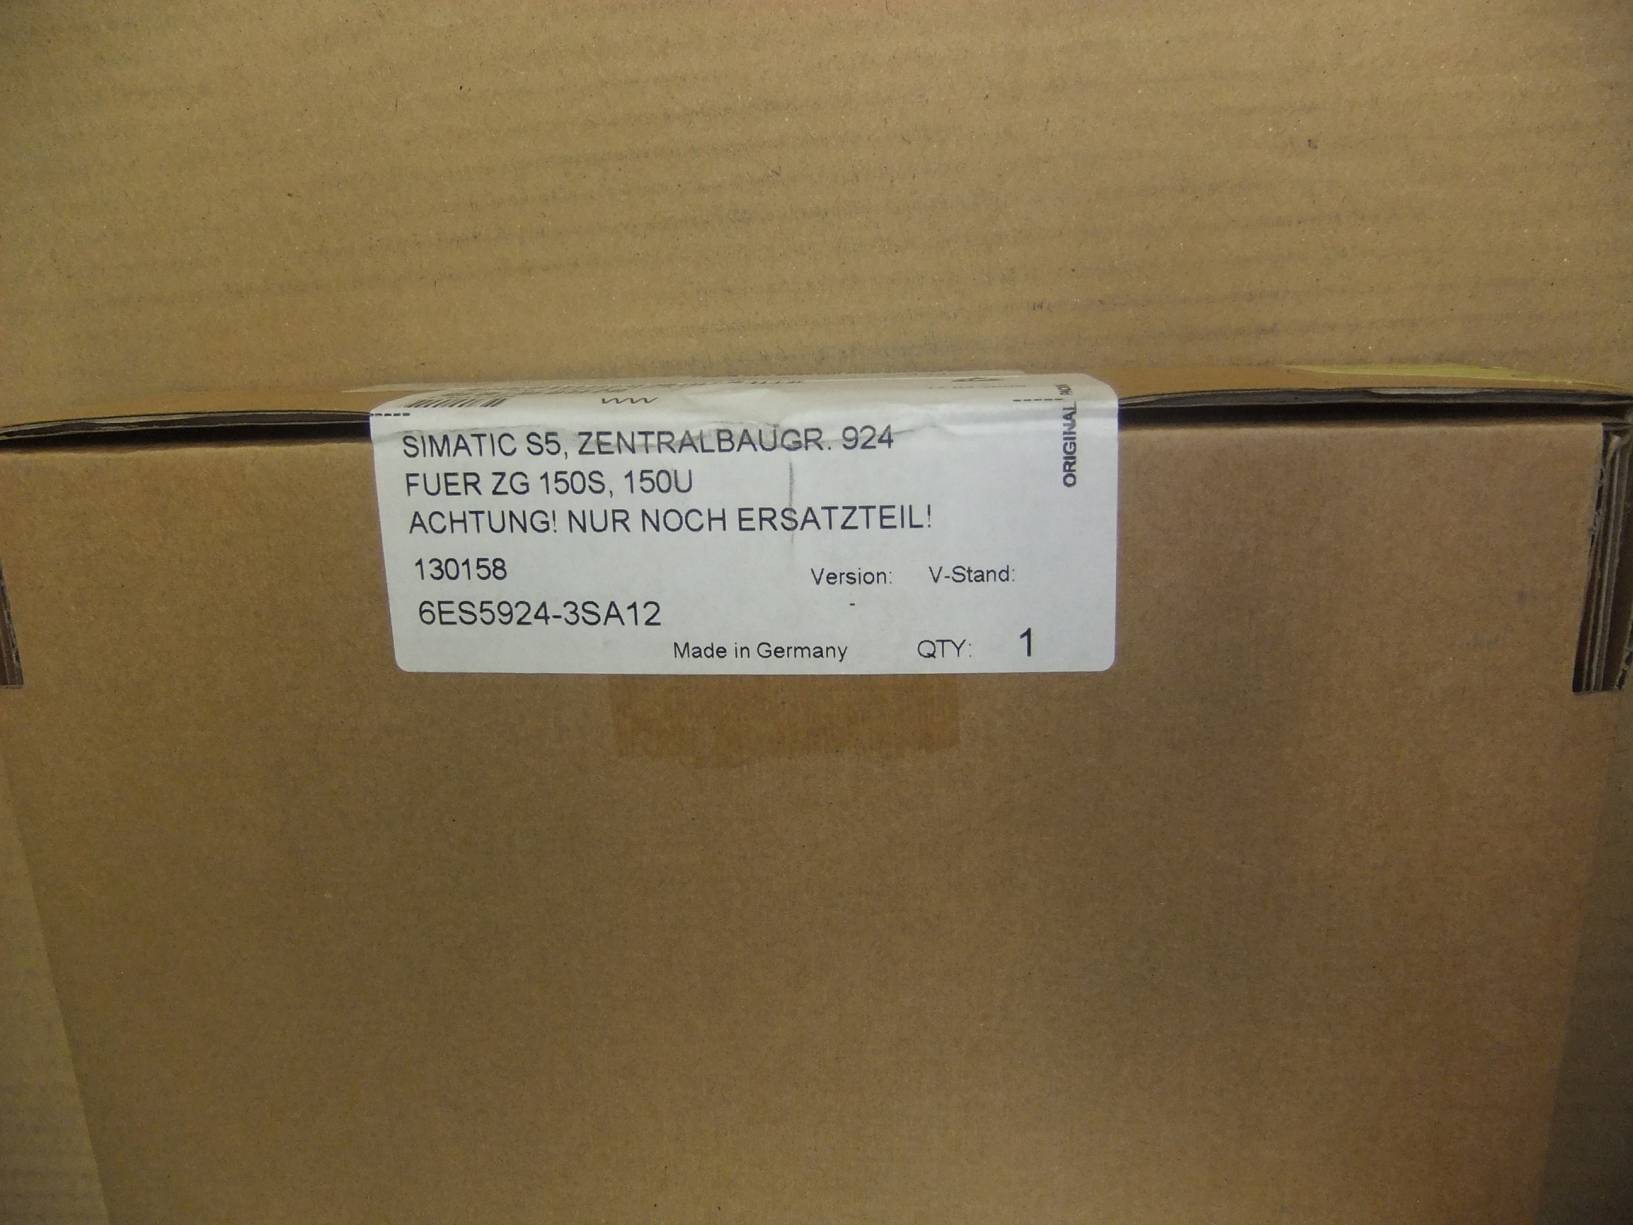 SIMATIC S5, ZENTRALBAUGR. 924
FUER ZG 150S, 150U
ACHTUNG! NUR NOCH ERSATZTEIL!
130158
Version: V-Stand:
-
6ES5924-3SA12
Made in Germany
QTY: 1
ORIGINAL